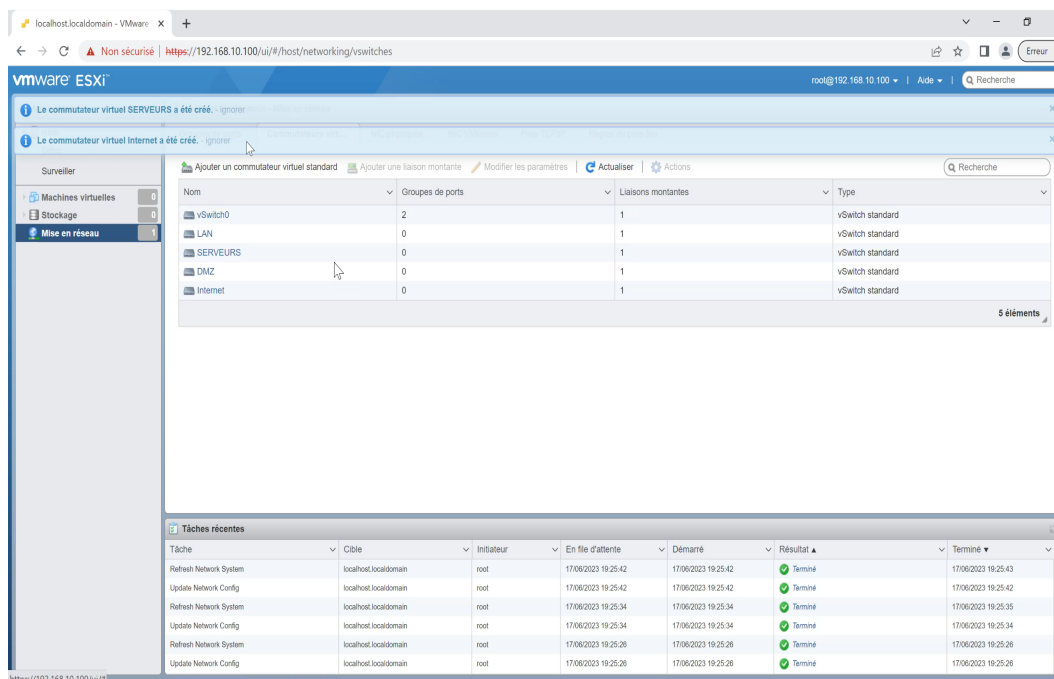 localhost.localdomain - VMware
Non sécurisé https://192.168.10.100/ui/#/host/networking/vswitches
Erreur
vmware ESXi™
root@192.168.10.100 | Aide | Recherche
Le commutateur virtuel SERVEURS a été créé. - ignorer
Le commutateur virtuel Internet a été créé. - ignorer
Surveiller
Machines virtuelles 0
Stockage 0
Mise en réseau 1
Ajouter un commutateur virtuel standard Ajouter une liaison montante Modifier les paramètres | Actualiser | Actions
Recherche
Nom Groupes de ports Liaisons montantes Type
vSwitch0 2 1 vSwitch standard
LAN 0 1 vSwitch standard
SERVEURS 0 1 vSwitch standard
DMZ 0 1 vSwitch standard
Internet 0 1 vSwitch standard
5 éléments
Tâches récentes
Tâche Cible Initiateur En file d'attente Démarré Résultat ▲ Terminé ▼
Refresh Network System localhost.localdomain root 17/06/2023 19:25:42 17/06/2023 19:25:42 Terminé 17/06/2023 19:25:43
Update Network Config localhost.localdomain root 17/06/2023 19:25:42 17/06/2023 19:25:42 Terminé 17/06/2023 19:25:42
Refresh Network System localhost.localdomain root 17/06/2023 19:25:34 17/06/2023 19:25:34 Terminé 17/06/2023 19:25:35
Update Network Config localhost.localdomain root 17/06/2023 19:25:34 17/06/2023 19:25:34 Terminé 17/06/2023 19:25:34
Refresh Network System localhost.localdomain root 17/06/2023 19:25:26 17/06/2023 19:25:26 Terminé 17/06/2023 19:25:26
Update Network Config localhost.localdomain root 17/06/2023 19:25:26 17/06/2023 19:25:26 Terminé 17/06/2023 19:25:26
https://192.168.10.100/ui/#